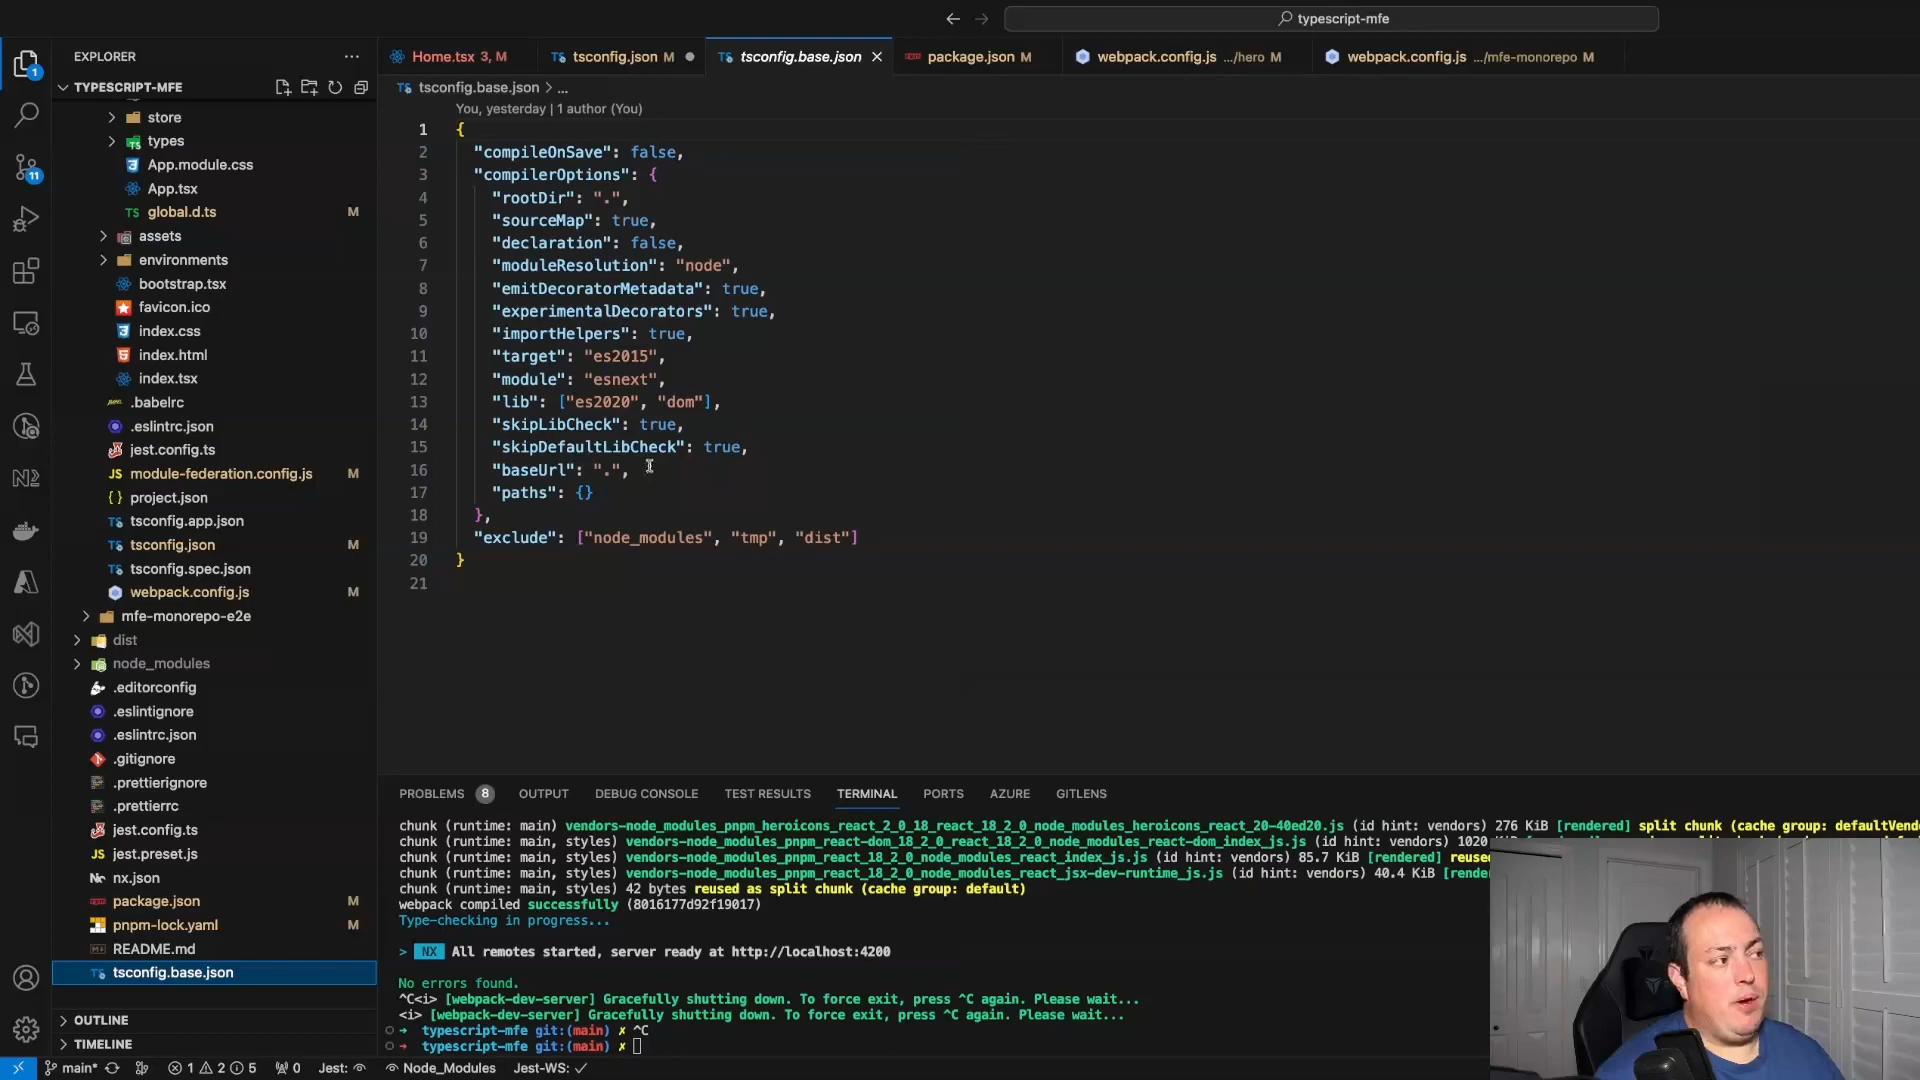 typescript-mfe
EXPLORER
Home.tsx 3, M
tsconfig.json M
tsconfig.base.json
package.json M
webpack.config.js .../hero M
webpack.config.js .../mfe-monorepo M
TYPESCRIPT-MFE
tsconfig.base.json > ...
You, yesterday | 1 author (You)
store
types
App.module.css
App.tsx
global.d.ts M
assets
environments
bootstrap.tsx
favicon.ico
index.css
index.html
index.tsx
.babelrc
.eslintrc.json
jest.config.ts
module-federation.config.js M
project.json
tsconfig.app.json
tsconfig.json M
tsconfig.spec.json
webpack.config.js M
mfe-monorepo-e2e
dist
node_modules
.editorconfig
.eslintignore
.eslintrc.json
.gitignore
.prettierignore
.prettierrc
jest.config.ts
jest.preset.js
nx.json
package.json M
pnpm-lock.yaml M
README.md
tsconfig.base.json
OUTLINE
TIMELINE
1 {
2 "compileOnSave": false,
3 "compilerOptions": {
4 "rootDir": ".",
5 "sourceMap": true,
6 "declaration": false,
7 "moduleResolution": "node",
8 "emitDecoratorMetadata": true,
9 "experimentalDecorators": true,
10 "importHelpers": true,
11 "target": "es2015",
12 "module": "esnext",
13 "lib": ["es2020", "dom"],
14 "skipLibCheck": true,
15 "skipDefaultLibCheck": true,
16 "baseUrl": ".",
17 "paths": {}
18 },
19 "exclude": ["node_modules", "tmp", "dist"]
20 }
21
PROBLEMS 8 OUTPUT DEBUG CONSOLE TEST RESULTS TERMINAL PORTS AZURE GITLENS
chunk (runtime: main) vendors-node_modules_pnpm_heroicons_react_2_0_18_react_18_2_0_node_modules_heroicons_react_20-40ed20.js (id hint: vendors) 276 KiB [rendered] split chunk (cache group: defaultVend
chunk (runtime: main, styles) vendors-node_modules_pnpm_react-dom_18_2_0_react_18_2_0_node_modules_react-dom_index_js.js (id hint: vendors) 1020
chunk (runtime: main, styles) vendors-node_modules_pnpm_react_18_2_0_node_modules_react_index_js.js (id hint: vendors) 85.7 KiB [rendered] reused
chunk (runtime: main, styles) vendors-node_modules_pnpm_react_18_2_0_node_modules_react_jsx-dev-runtime_js.js (id hint: vendors) 40.4 KiB [rende
chunk (runtime: main, styles) 42 bytes reused as split chunk (cache group: default)
webpack compiled successfully (8016177d92f19017)
Type-checking in progress...
> NX All remotes started, server ready at http://localhost:4200
No errors found.
^C<i> [webpack-dev-server] Gracefully shutting down. To force exit, press ^C again. Please wait...
<i> [webpack-dev-server] Gracefully shutting down. To force exit, press ^C again. Please wait...
→ typescript-mfe git:(main) ✗ ^C
→ typescript-mfe git:(main) ✗
1
11
main* 1 2 5 0 Jest: Node_Modules Jest-WS: ✓